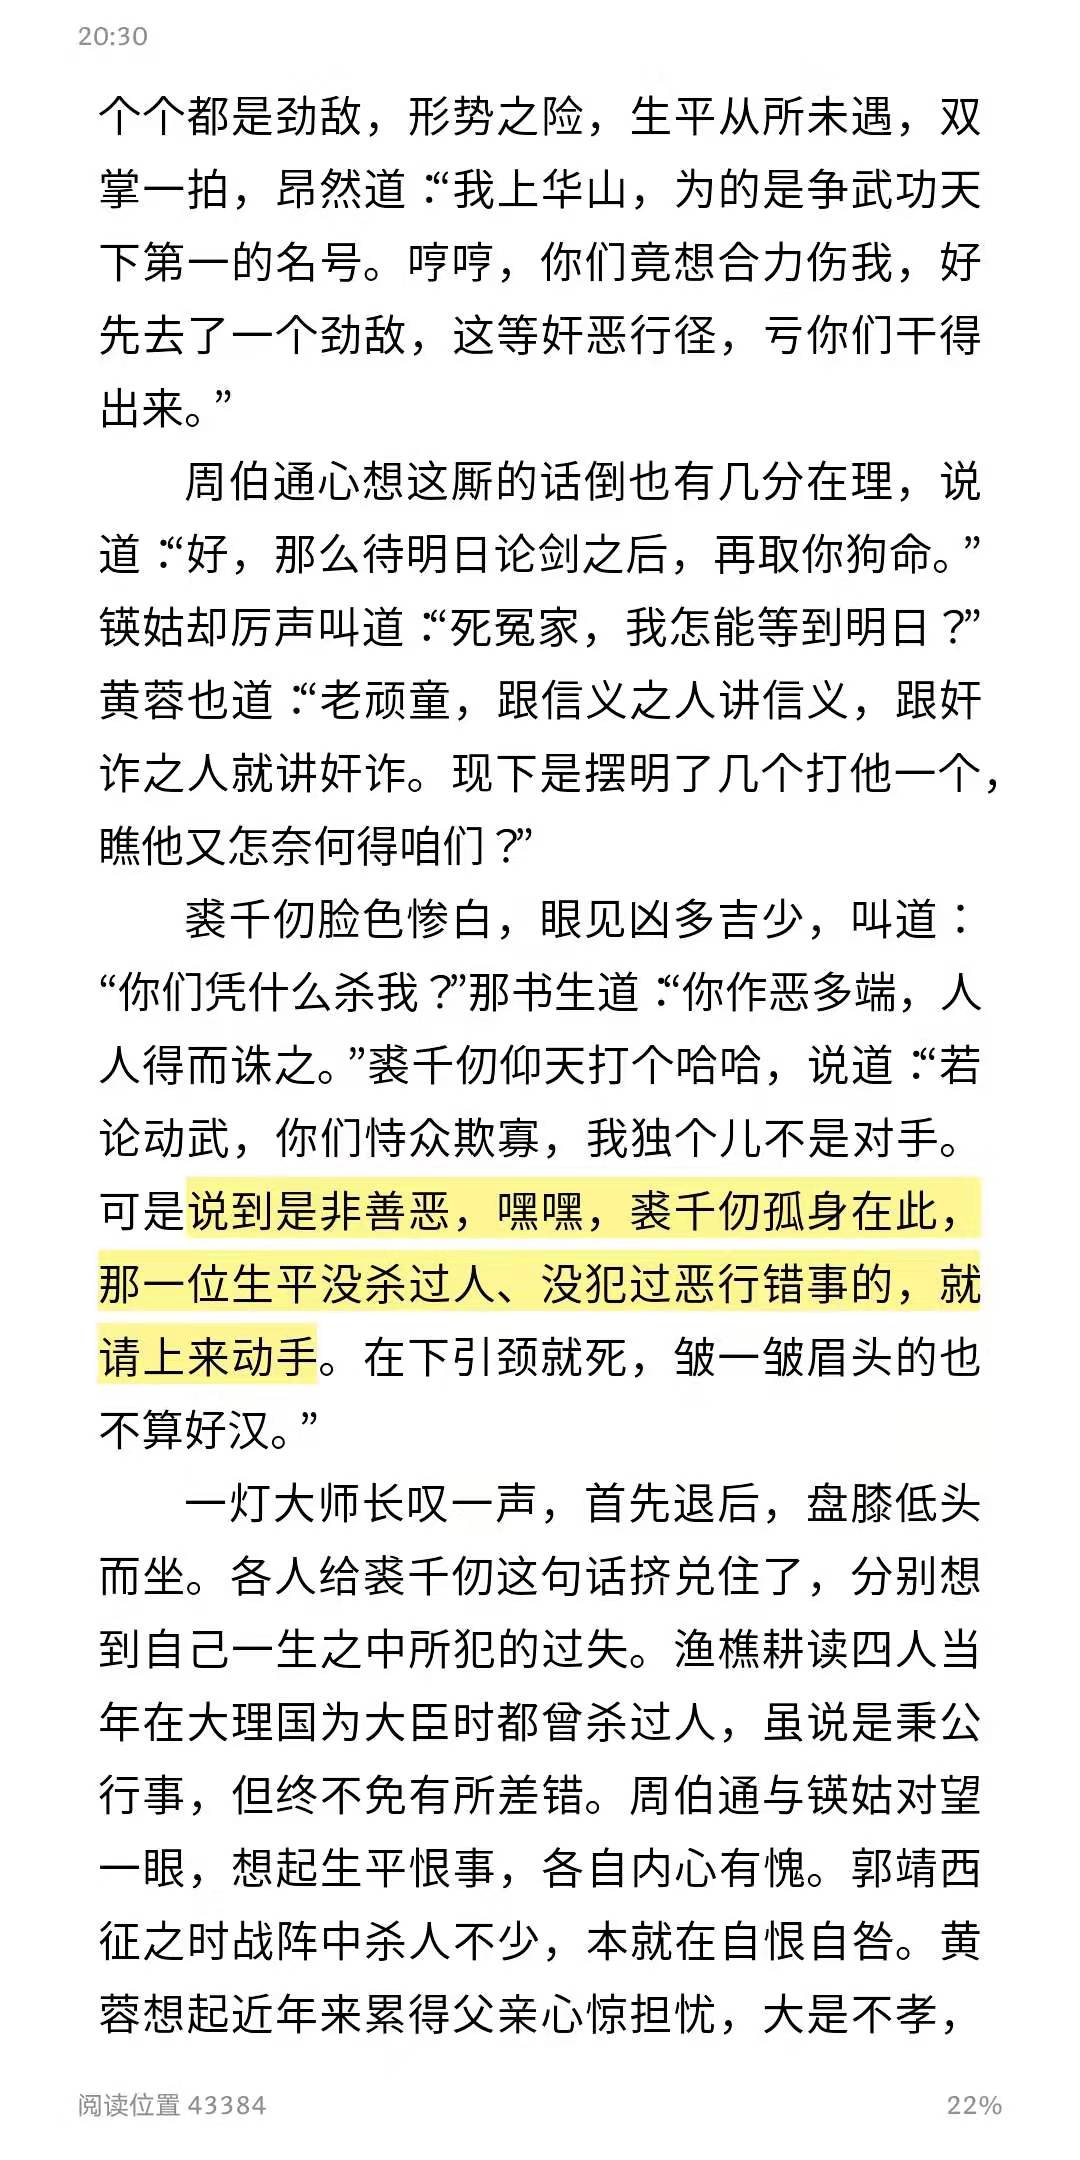 20:30
个个都是劲敌，形势之险，生平从所未遇，双
掌一拍，昂然道：“我上华山，为的是争武功天
下第一的名号。哼哼，你们竟想合力伤我，好
先去了一个劲敌，这等奸恶行径，亏你们干得
出来。”
周伯通心想这厮的话倒也有几分在理，说
道：“好，那么待明日论剑之后，再取你狗命。”
锳姑却厉声叫道：“死冤家，我怎能等到明日？”
黄蓉也道：“老顽童，跟信义之人讲信义，跟奸
诈之人就讲奸诈。现下是摆明了几个打他一个，
瞧他又怎奈何得咱们？”
裘千仞脸色惨白，眼见凶多吉少，叫道：
“你们凭什么杀我？”那书生道：“你作恶多端，人
人得而诛之。”裘千仞仰天打个哈哈，说道：“若
论动武，你们恃众欺寡，我独个儿不是对手。
可是说到是非善恶，嘿嘿，裘千仞孤身在此，
那一位生平没杀过人、没犯过恶行错事的，就
请上来动手。在下引颈就死，皱一皱眉头的也
不算好汉。”
一灯大师长叹一声，首先退后，盘膝低头
而坐。各人给裘千仞这句话挤兑住了，分别想
到自己一生之中所犯的过失。渔樵耕读四人当
年在大理国为大臣时都曾杀过人，虽说是秉公
行事，但终不免有所差错。周伯通与锳姑对望
一眼，想起生平恨事，各自内心有愧。郭靖西
征之时战阵中杀人不少，本就在自恨自咎。黄
蓉想起近年来累得父亲心惊担忧，大是不孝，
阅读位置 43384
22%